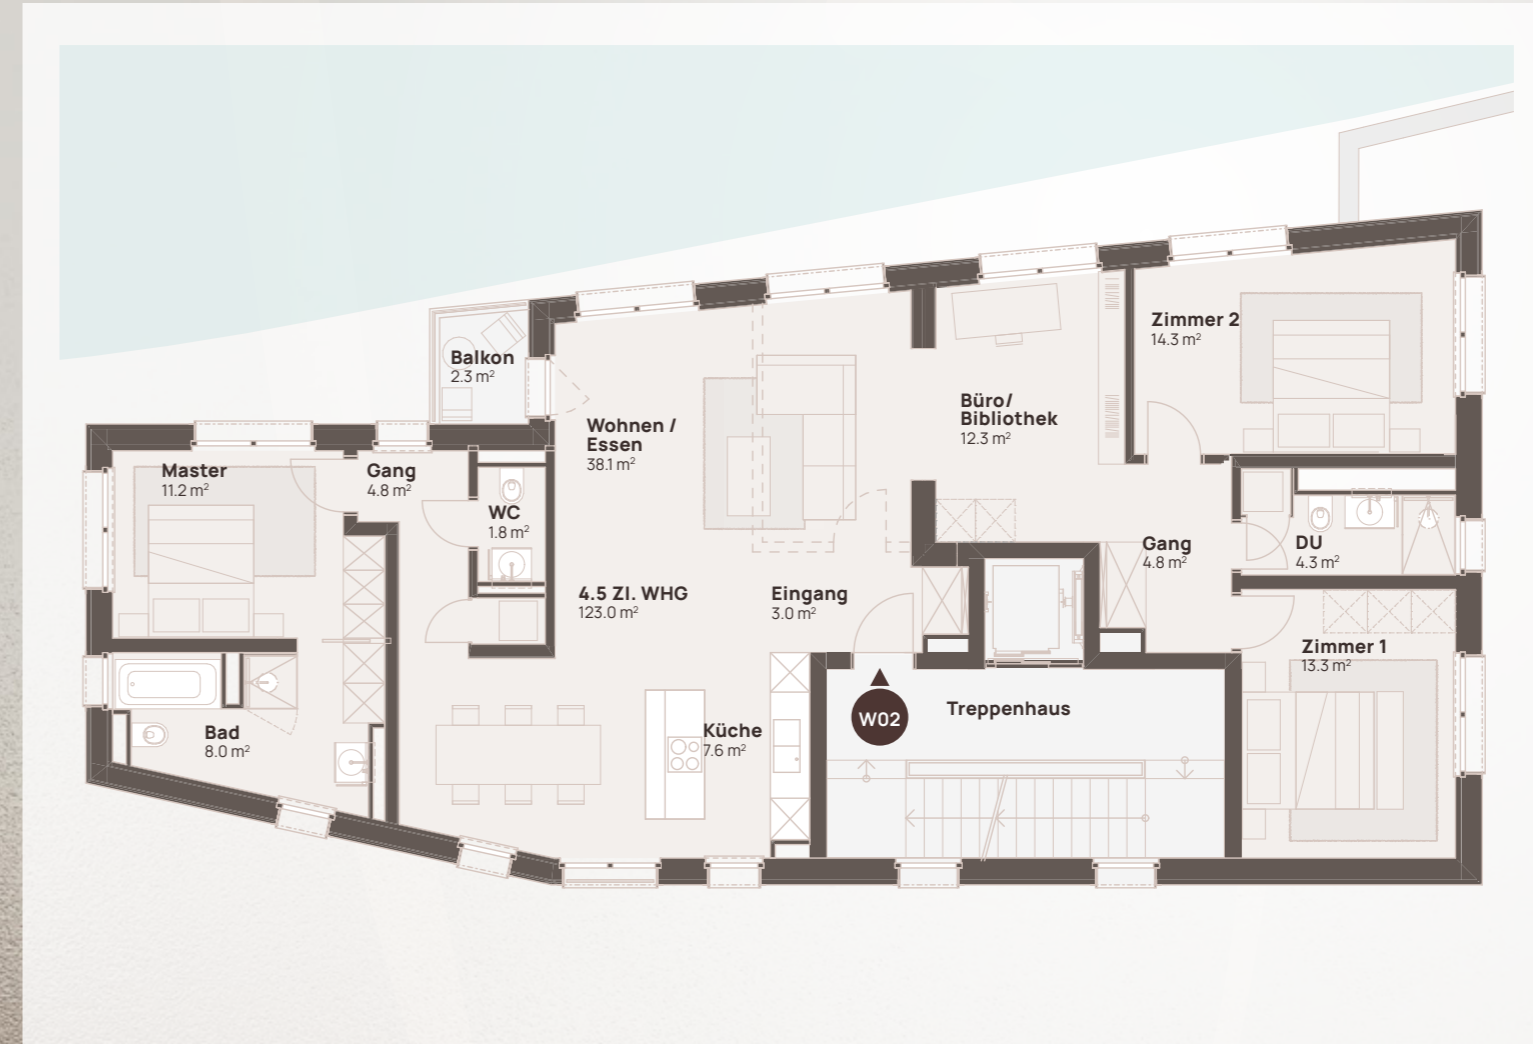 Zimmer 2
14.3 m²
Balkon
2.3 m²
Büro/
Bibliothek
12.3 m²
Wohnen /
Essen
38.1 m²
Master
11.2 m²
Gang
4.8 m²
WC
1.8 m²
Gang
4.8 m²
DU
4.3 m²
4.5 ZI. WHG
123.0 m²
Eingang
3.0 m²
Zimmer 1
13.3 m²
Treppenhaus
W02
Küche
7.6 m²
Bad
8.0 m²